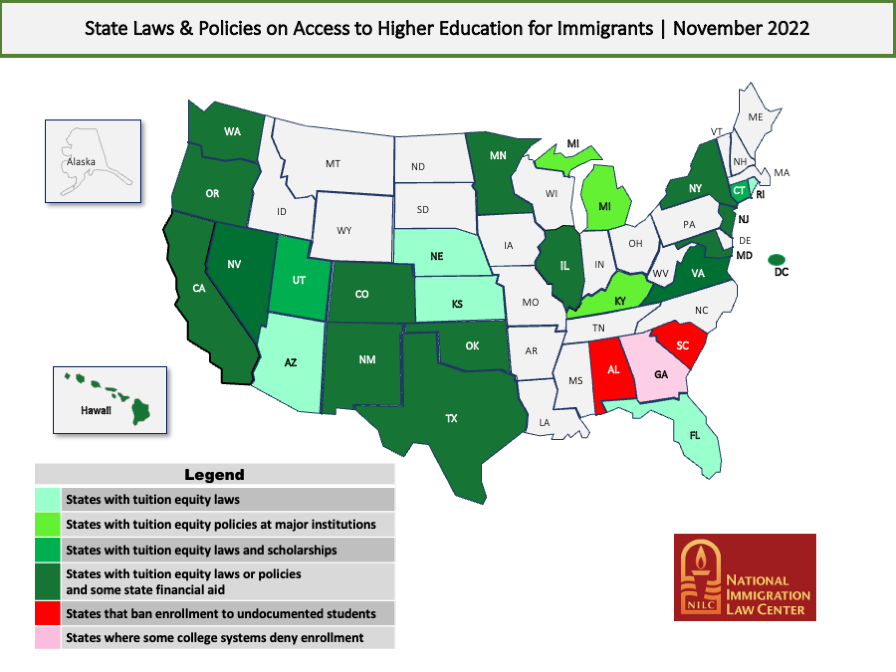 State Laws & Policies on Access to Higher Education for Immigrants | November 2022
ME
WA
VT
MI
Alaska
MT
ND
MN
NH
MA
OR
WI
NY
CT
RI
ID
SD
MI
NJ
WY
PA
IA
OH
DE
MD
NV
NE
IL
IN
WV
VA
DC
UT
CA
CO
KS
MO
KY
NC
TN
AZ
NM
OK
AR
SC
AL
GA
MS
Hawaii
TX
LA
FL
Legend
States with tuition equity laws
States with tuition equity policies at major institutions
States with tuition equity laws and scholarships
States with tuition equity laws or policies
and some state financial aid
States that ban enrollment to undocumented students
States where some college systems deny enrollment
NILC
NATIONAL
IMMIGRATION
LAW CENTER